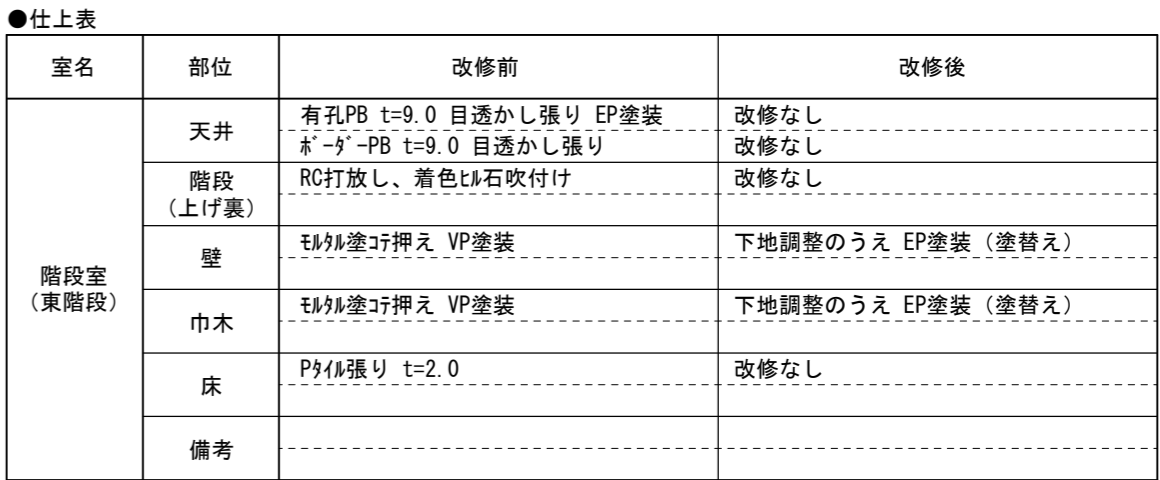 ●仕上表
室名 部位 改修前 改修後
階段室
（東階段）
天井
有孔PB t=9.0 目透かし張り EP塗装 改修なし
ﾎﾞｰﾀﾞｰPB t=9.0 目透かし張り 改修なし
階段
（上げ裏）
RC打放し、着色ﾋﾙ石吹付け 改修なし
壁
ﾓﾙﾀﾙ塗ｺﾃ押え VP塗装 下地調整のうえ EP塗装（塗替え）
巾木
ﾓﾙﾀﾙ塗ｺﾃ押え VP塗装 下地調整のうえ EP塗装（塗替え）
床
Pﾀｲﾙ張り t=2.0 改修なし
備考